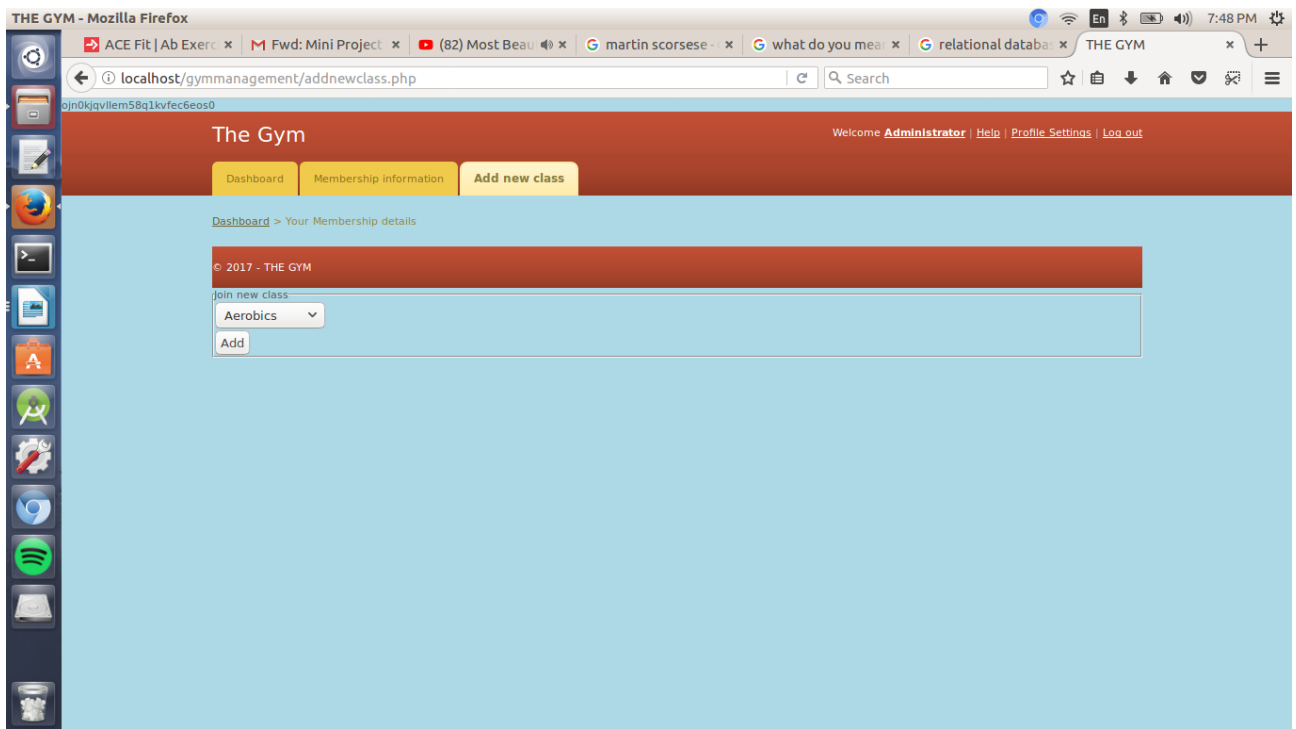 THE GYM - Mozilla Firefox
En
7:48 PM
ACE Fit | Ab Exerc
Fwd: Mini Project
(82) Most Beau
martin scorsese -
what do you mean
relational databa
THE GYM
localhost/gymmanagement/addnewclass.php
Search
ojn0kjqvllem58q1kvfec6eos0
The Gym
Welcome Administrator | Help | Profile Settings | Log out
Dashboard
Membership information
Add new class
Dashboard > Your Membership details
© 2017 - THE GYM
Join new class
Aerobics
Add